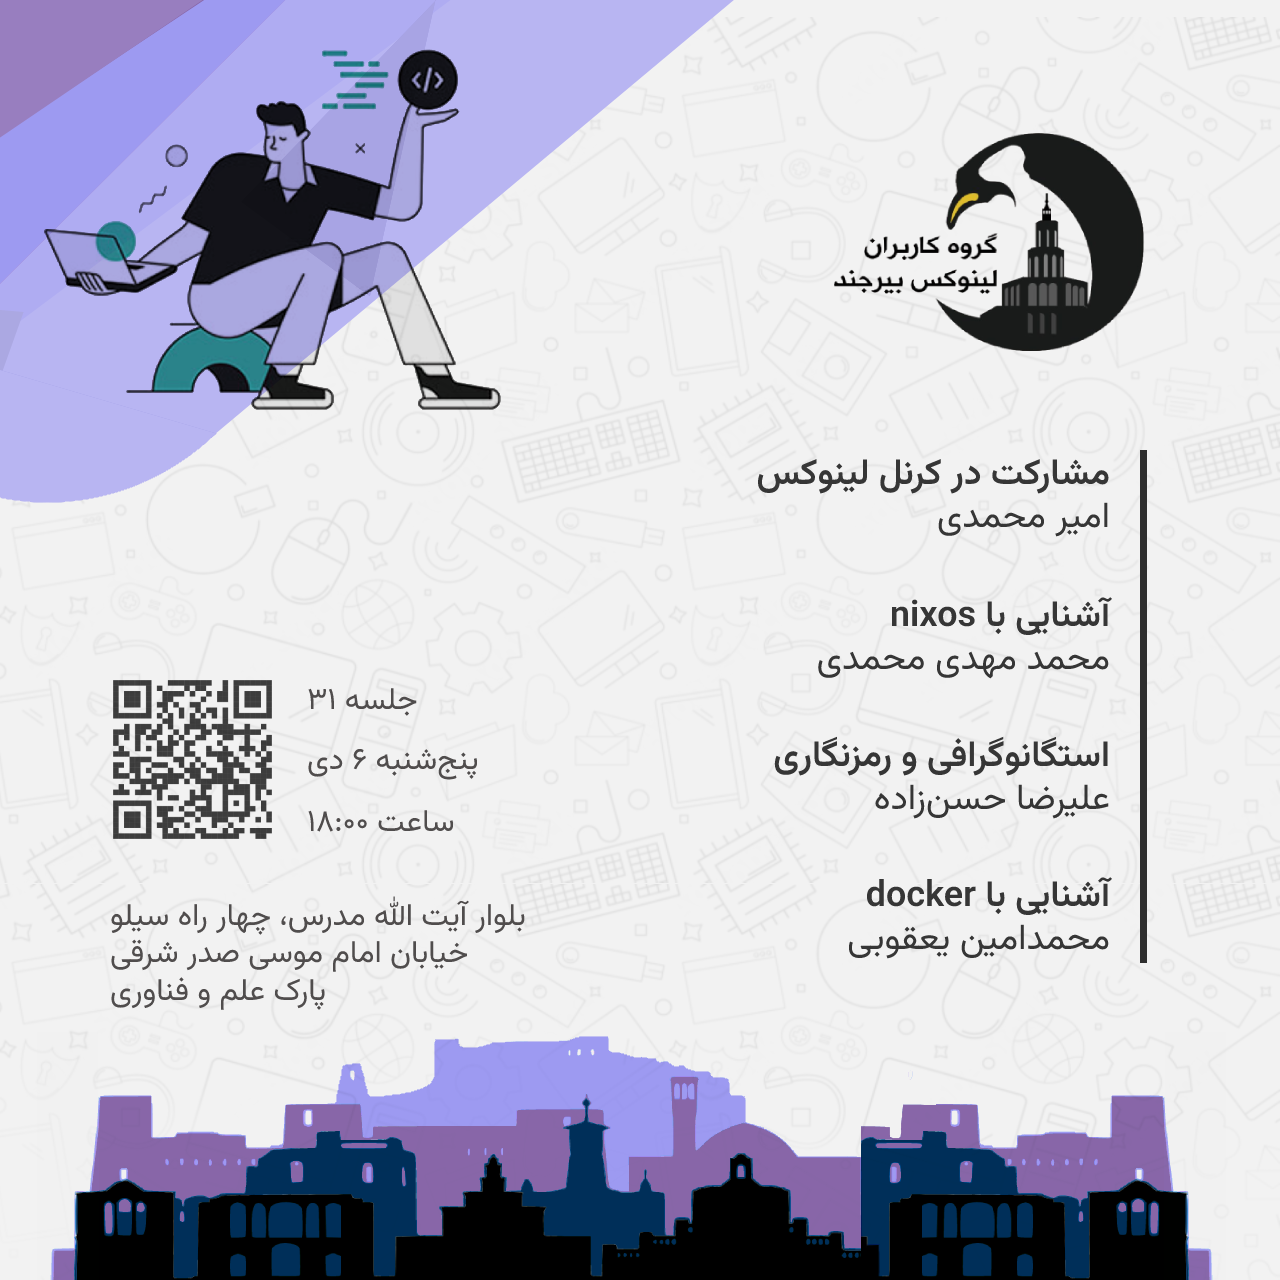 </>
گروه کاربران
لینوکس بیرجند
مشارکت در کرنل لینوکس
امیر محمدی
آشنایی با nixos
محمد مهدی محمدی
استگانوگرافی و رمزنگاری
علیرضا حسن‌زاده
آشنایی با docker
محمدامین یعقوبی
جلسه ۳۱
پنج‌شنبه ۶ دی
ساعت ۱۸:۰۰
بلوار آیت الله مدرس، چهار راه سیلو
خیابان امام موسی صدر شرقی
پارک علم و فناوری